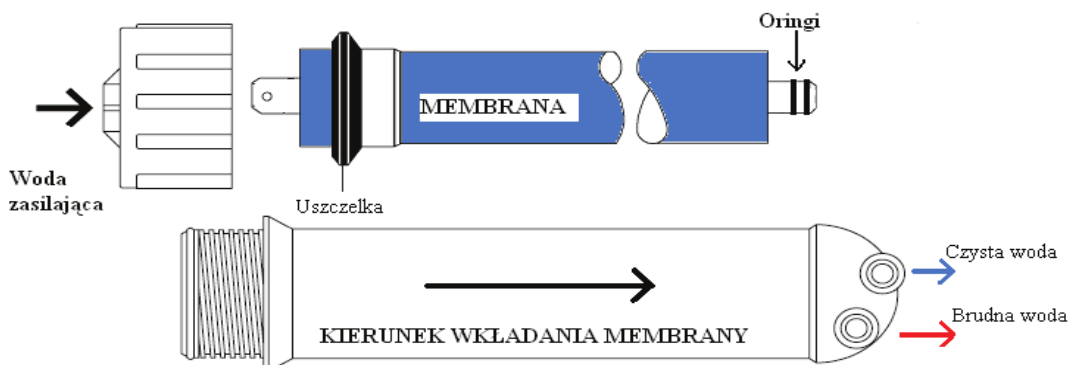 Oringi
MEMBRANA
Woda
zasilająca
Uszczelka
Czysta woda
Brudna woda
KIERUNEK WKŁADANIA MEMBRANY